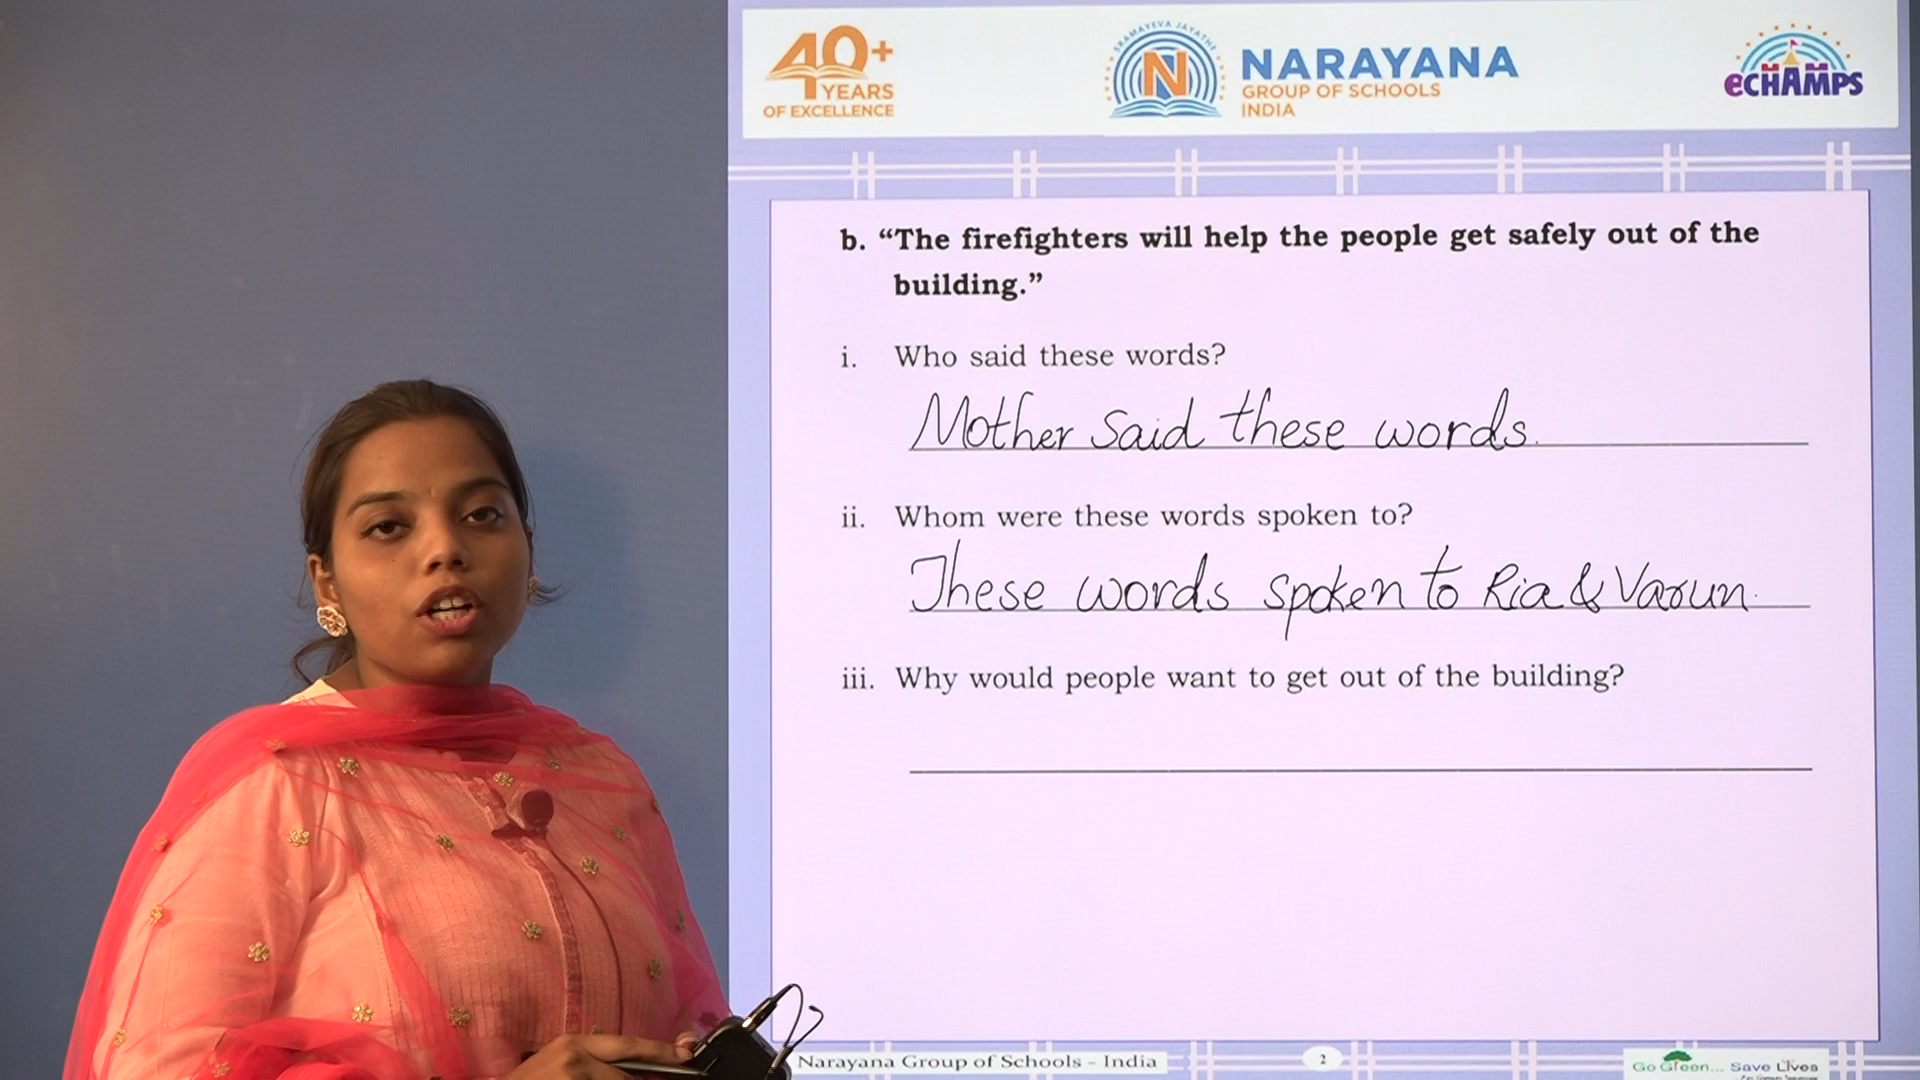 40+
YEARS
OF EXCELLENCE
SRAMAYEVA JAYATHE
N
NARAYANA
GROUP OF SCHOOLS
INDIA
eCHAMPS
b. “The firefighters will help the people get safely out of the
building.”
i. Who said these words?
Mother said these words.
ii. Whom were these words spoken to?
These words spoken to Ria & Varun.
iii. Why would people want to get out of the building?
Narayana Group of Schools - India
2
Go Green... Save Lives